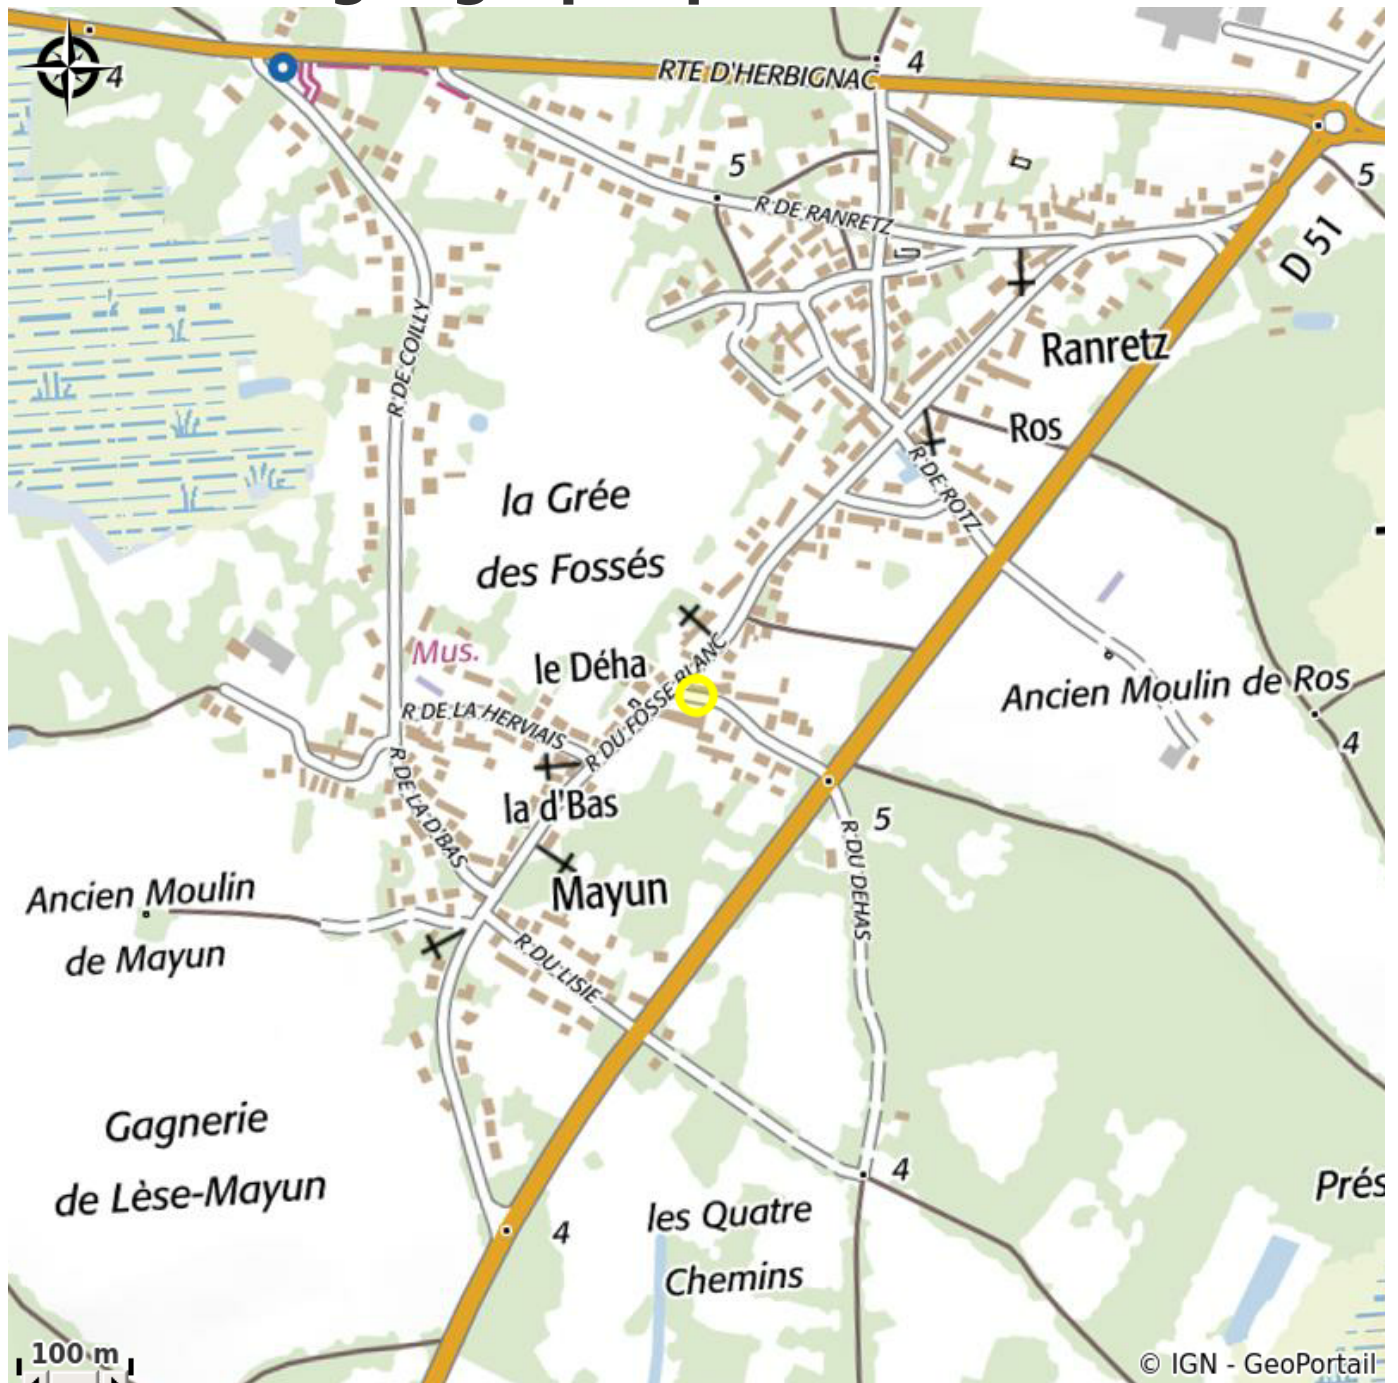 4
RTE D'HERBIGNAC
4
5
5
R DE RANRETZ
D 51
R DE COILLY
Ranretz
Ros
R DE ROTZ
la Grée
des Fossés
Mus.
le Déha
R DU FOSSE BLANC
R DE LA HERVIAIS
Ancien Moulin de Ros
4
R DE LA D'BAS
la d'Bas
5
R DU DEHAS
Ancien Moulin
de Mayun
Mayun
R DU LISIE
Gagnerie
de Lèse-Mayun
4
4
les Quatre
Chemins
Prés
100 m
© IGN - GeoPortail